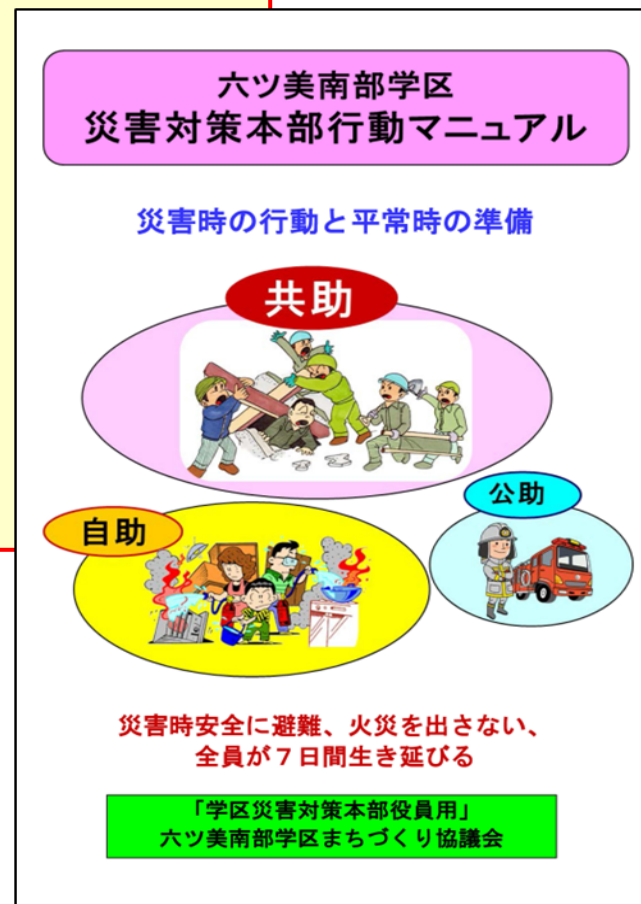 六ツ美南部学区
災害対策本部行動マニュアル
災害時の行動と平常時の準備
共助
公助
自助
災害時安全に避難、火災を出さない、
全員が７日間生き延びる
「学区災害対策本部役員用」
六ツ美南部学区まちづくり協議会